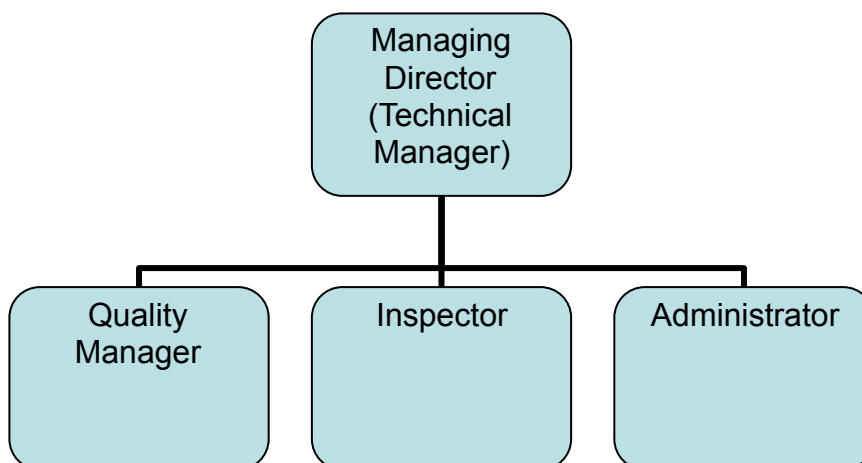 Managing
Director
(Technical
Manager)
Quality
Manager
Inspector
Administrator